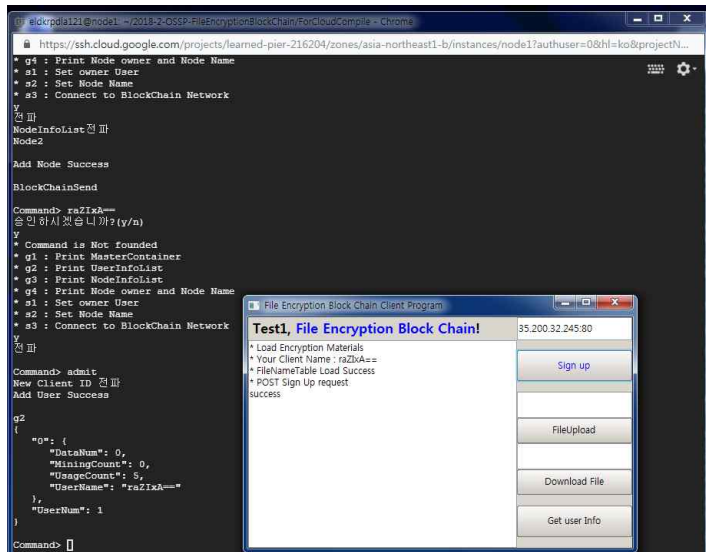 eldkrpdia121@node1: ~/2018-2-OSSP-FileEncryptionBlockChain/ForCloudCompile - Chrome
https://ssh.cloud.google.com/projects/learned-pier-216204/zones/asia-northeast1-b/instances/node1?authuser=0&hl=ko&projectN...
* g4 : Print Node owner and Node Name
* s1 : Set owner User
* s2 : Set Node Name
* s3 : Connect to BlockChain Network
y
전파
NodeInfoList전파
Node2
Add Node Success
BlockChainSend
Command> raZIxA==
승인하시겠습니까?(y/n)
y
* Command is Not founded
* g1 : Print MasterContainer
* g2 : Print UserInfoList
* g3 : Print NodeInfoList
* g4 : Print Node owner and Node Name
* s1 : Set owner User
* s2 : Set Node Name
* s3 : Connect to BlockChain Network
y
전파
Command> admit
New Client ID 전파
Add User Success
g2
{
"0": {
"DataNum": 0,
"MiningCount": 0,
"UsageCount": 5,
"UserName": "raZIxA=="
},
"UserNum": 1
}
Command>
File Encryption Block Chain Client Program
Test1, File Encryption Block Chain!
35.200.32.245:80
* Load Encryption Materials
* Your Client Name : raZIxA==
* FileNameTable Load Success
* POST Sign Up request
success
Sign up
FileUpload
Download File
Get user Info